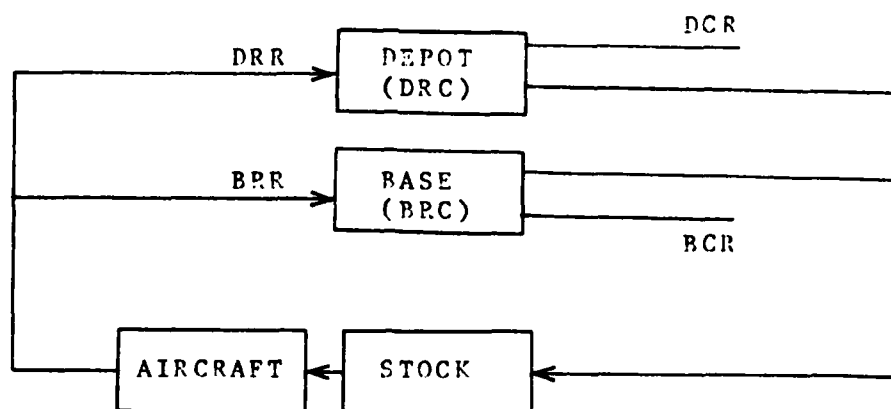 DCR
DRR
DEPOT
(DRC)
BRR
BASE
(BRC)
BCR
AIRCRAFT
STOCK